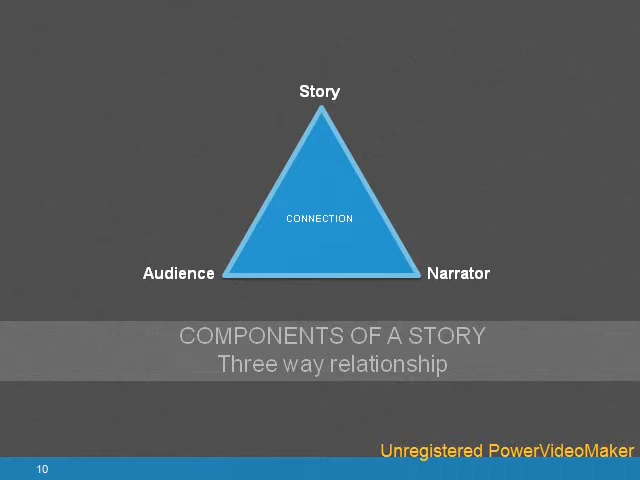 Story
CONNECTION
Audience
Narrator
COMPONENTS OF A STORY
Three way relationship
Unregistered PowerVideoMaker
10